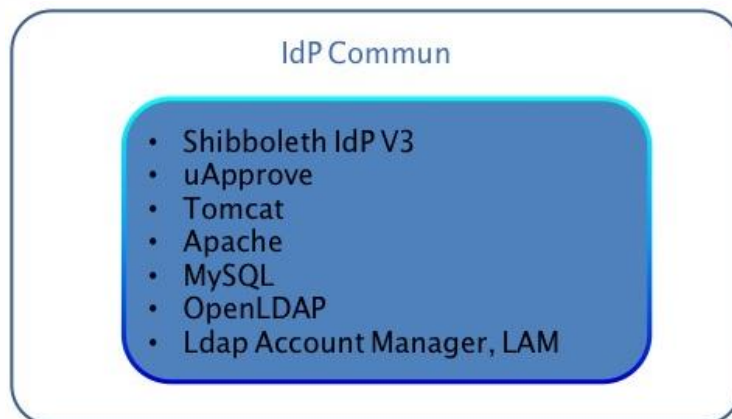 IdP Commun
• Shibboleth IdP V3
• uApprove
• Tomcat
• Apache
• MySQL
• OpenLDAP
• Ldap Account Manager, LAM